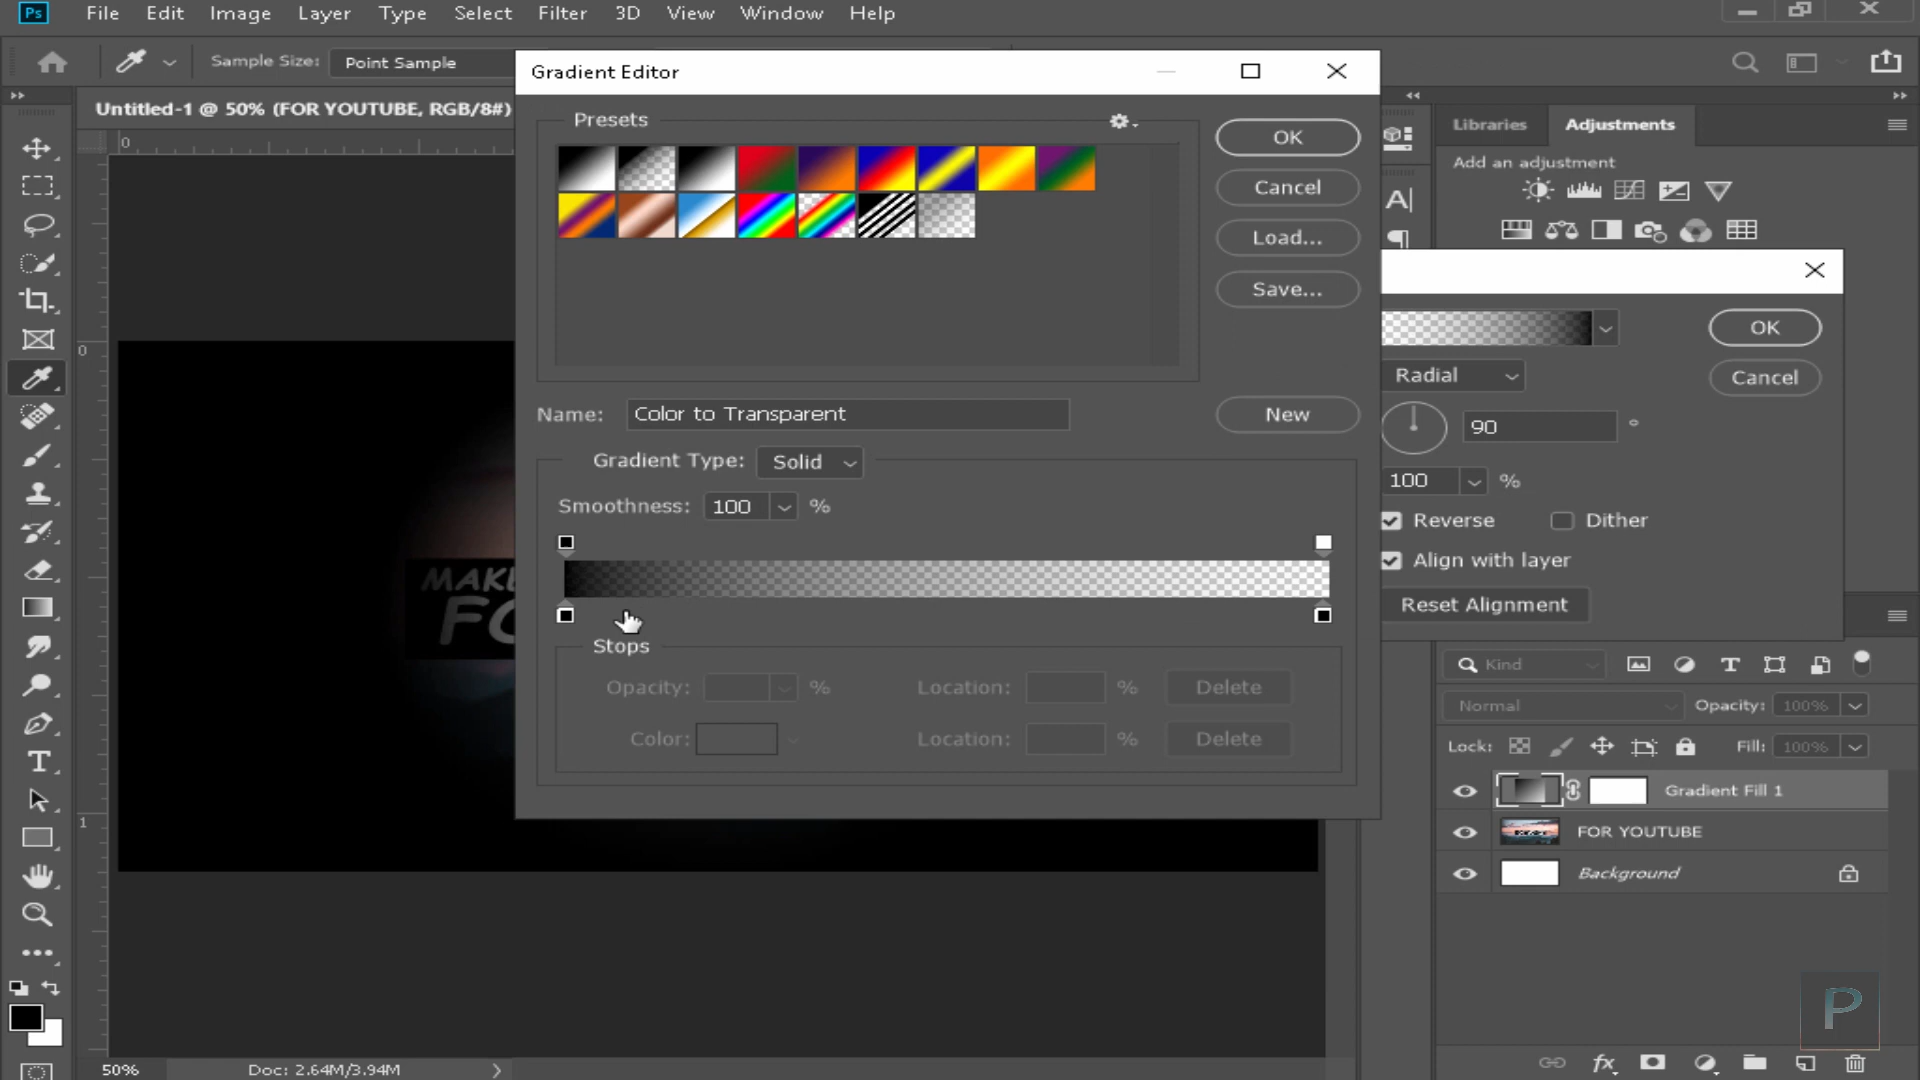 Ps File Edit Image Layer Type Select Filter 3D View Window Help
Sample Size: Point Sample
Gradient Editor
Untitled-1 @ 50% (FOR YOUTUBE, RGB/8#)
Presets
OK
Cancel
Load...
Save...
Name: Color to Transparent
New
Gradient Type: Solid
Smoothness: 100 %
Stops
Opacity: % Location: % Delete
Color: Location: % Delete
Libraries Adjustments
Add an adjustment
A
OK
Radial
Cancel
90 °
100 %
Reverse Dither
Align with layer
Reset Alignment
Kind
Normal Opacity: 100%
Lock: Fill: 100%
Gradient Fill 1
FOR YOUTUBE
Background
0
0
1
T
T
fx
P
50% Doc: 2.64M/3.94M